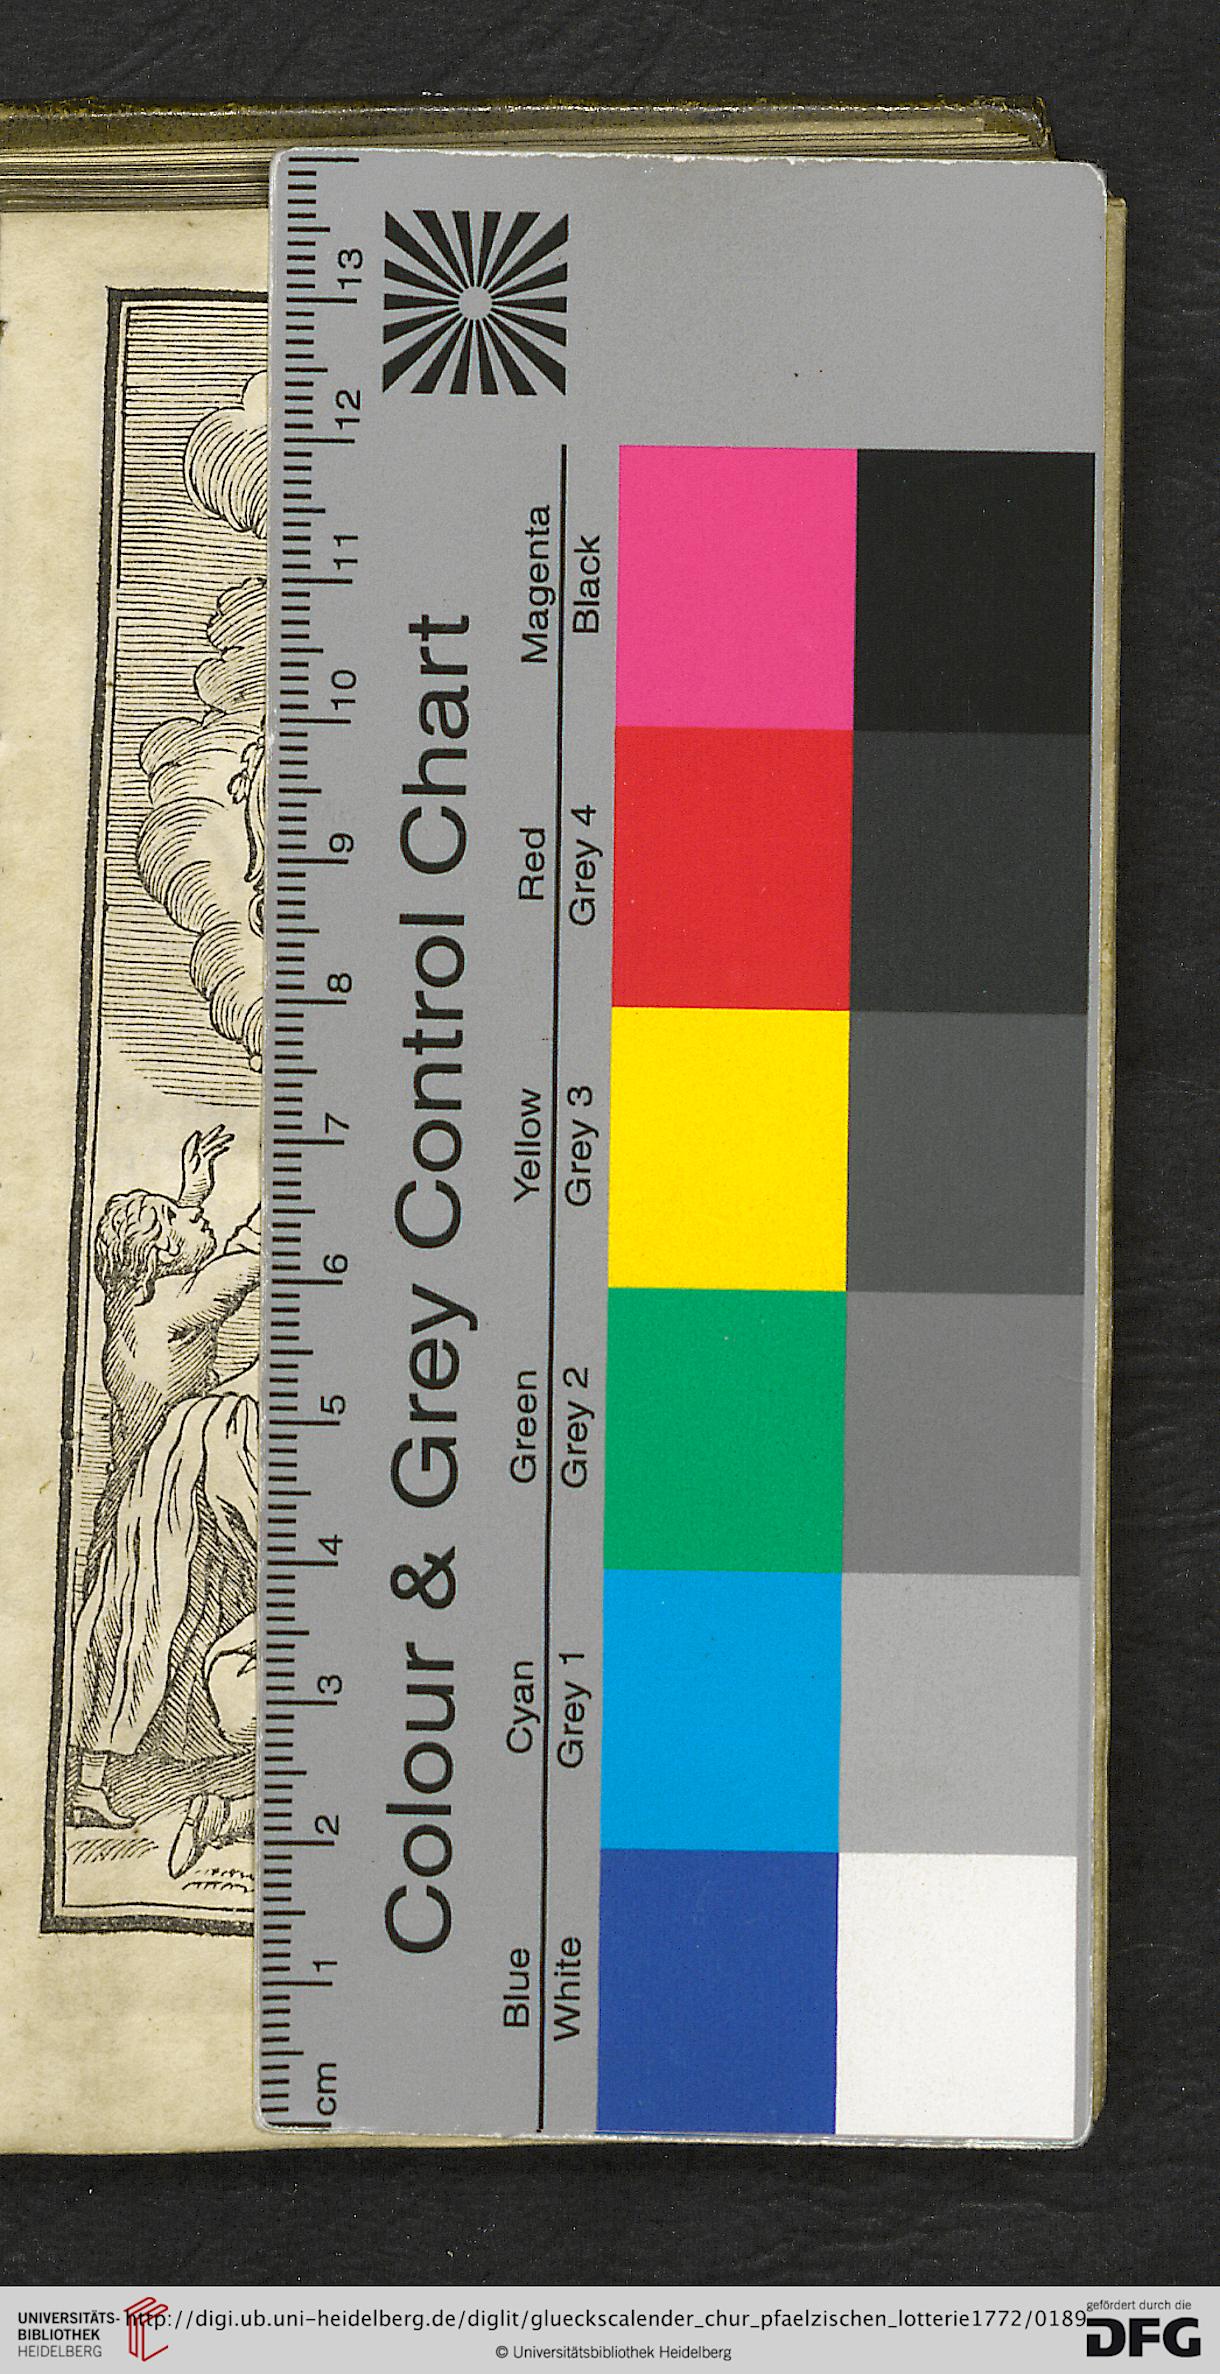 13
12
11
10
9
8
7
6
5
4
3
2
1
cm
Colour & Grey Control Chart
Blue
Cyan
Green
Yellow
Red
Magenta
White
Grey 1
Grey 2
Grey 3
Grey 4
Black
UNIVERSITÄTS-
BIBLIOTHEK
HEIDELBERG
http://digi.ub.uni-heidelberg.de/diglit/glueckscalender_chur_pfaelzischen_lotterie1772/0189
© Universitätsbibliothek Heidelberg
gefördert durch die
DFG